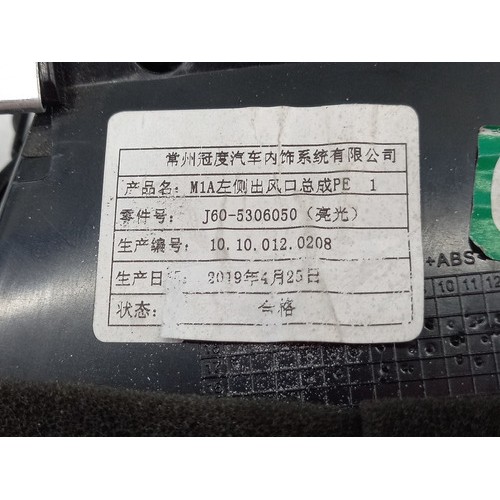 常州冠度汽车内饰系统有限公司
产品名: M1A左侧出风口总成PE 1
零件号: J60-5306050（亮光）
生产编号: 10.10.012.0208
生产日 2019年4月25日
状态: 合格
+ABS
10 11 12